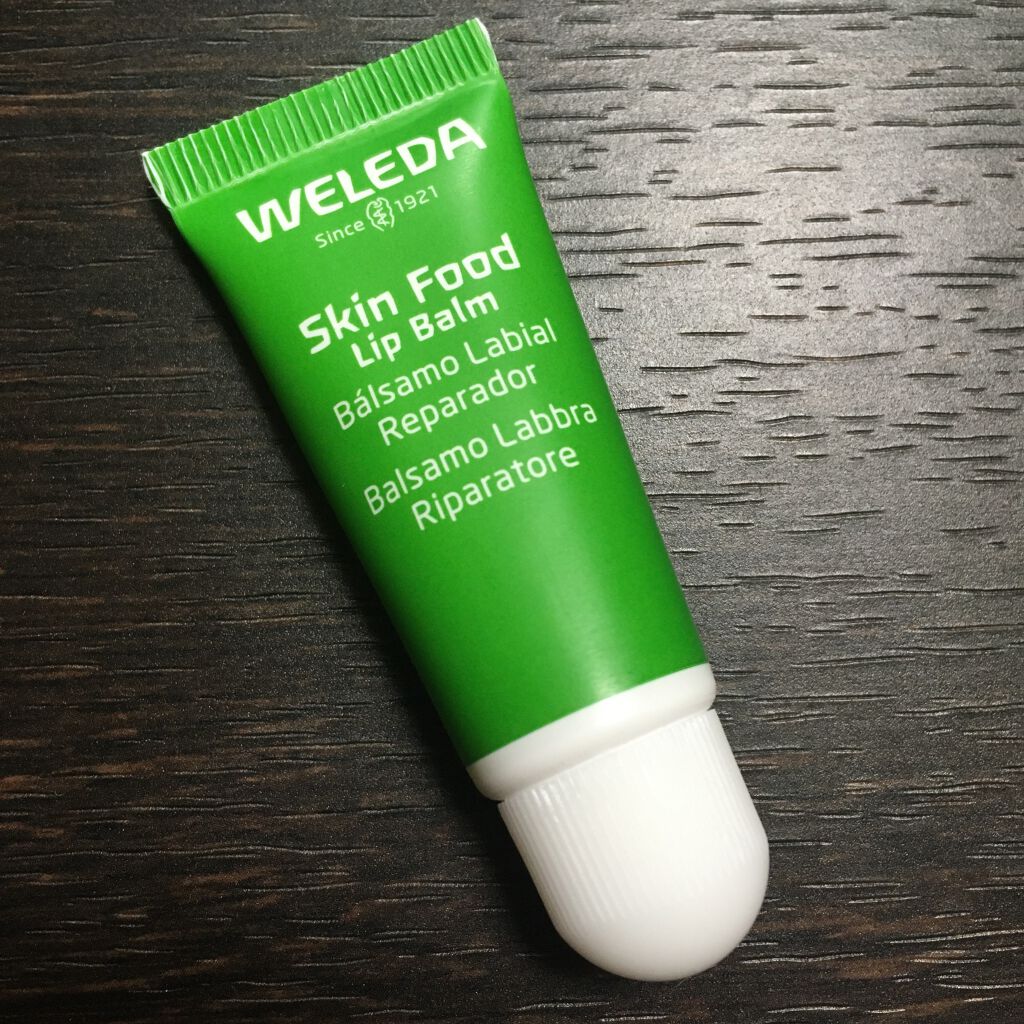 WELEDA
Since 1921
Skin Food
Lip Balm
Bálsamo Labial
Reparador
Balsamo Labbra
Riparatore